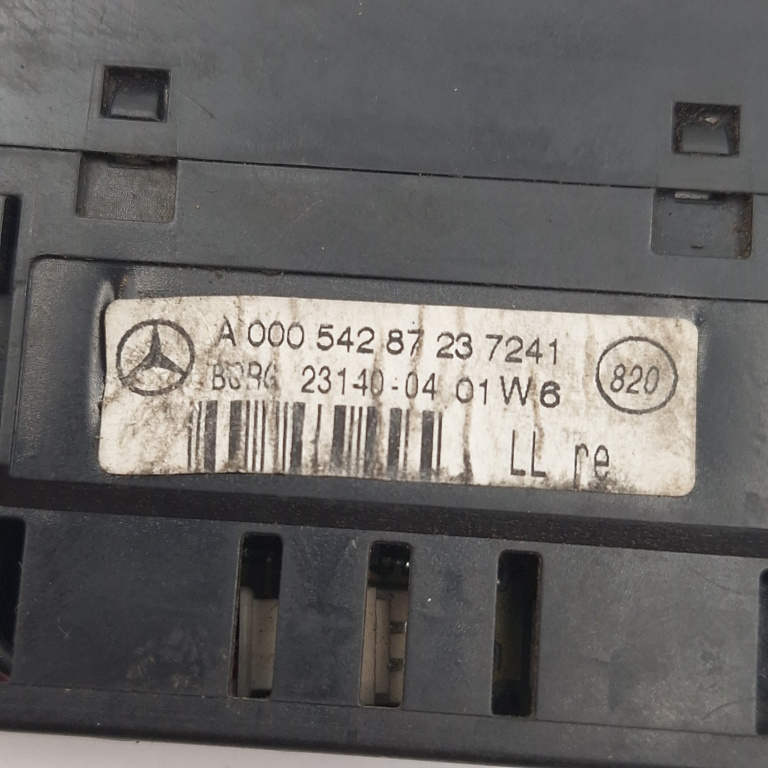 A 000 542 87 23 7241
BORG 23140-04 01W6
820
LL re